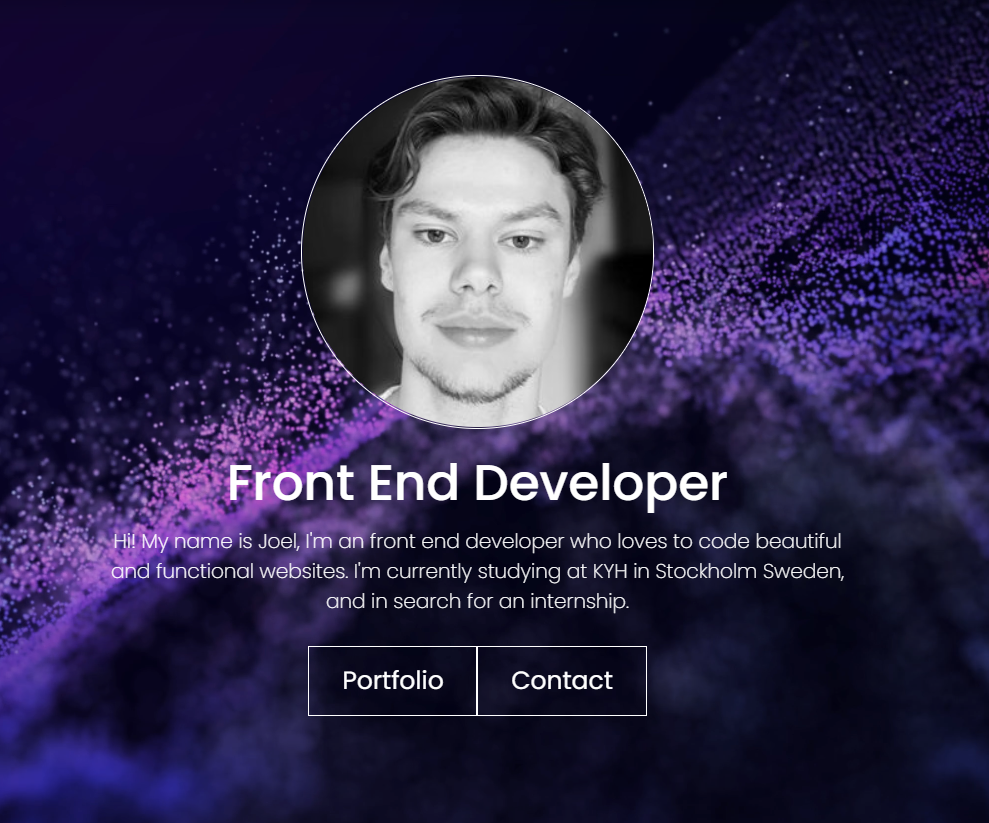 Front End Developer
Hi! My name is Joel, I'm an front end developer who loves to code beautiful
and functional websites. I'm currently studying at KYH in Stockholm Sweden,
and in search for an internship.
Portfolio
Contact